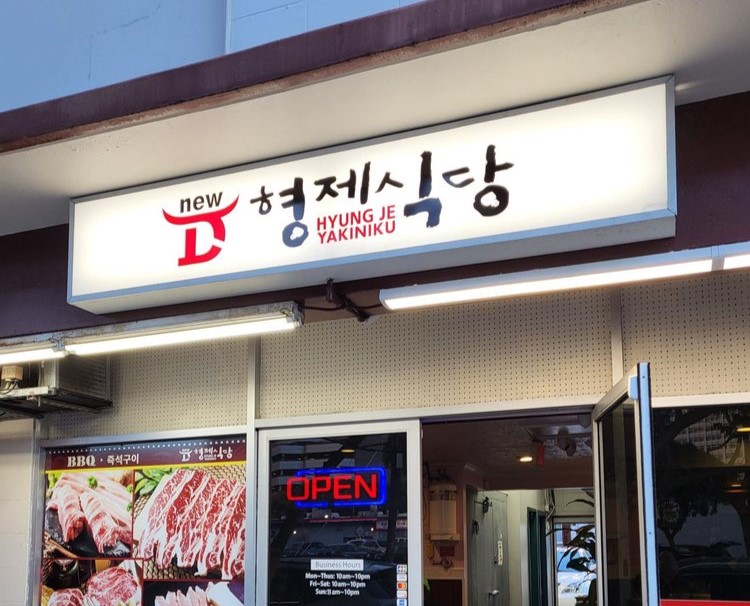 new
형제식당
HYUNG JE
YAKINIKU
BBQ · 즉석구이
형제식당
OPEN
Business Hours
Mon~Thus: 10am~10pm
Fri~Sat: 10am~10pm
Sun: 11am~10pm